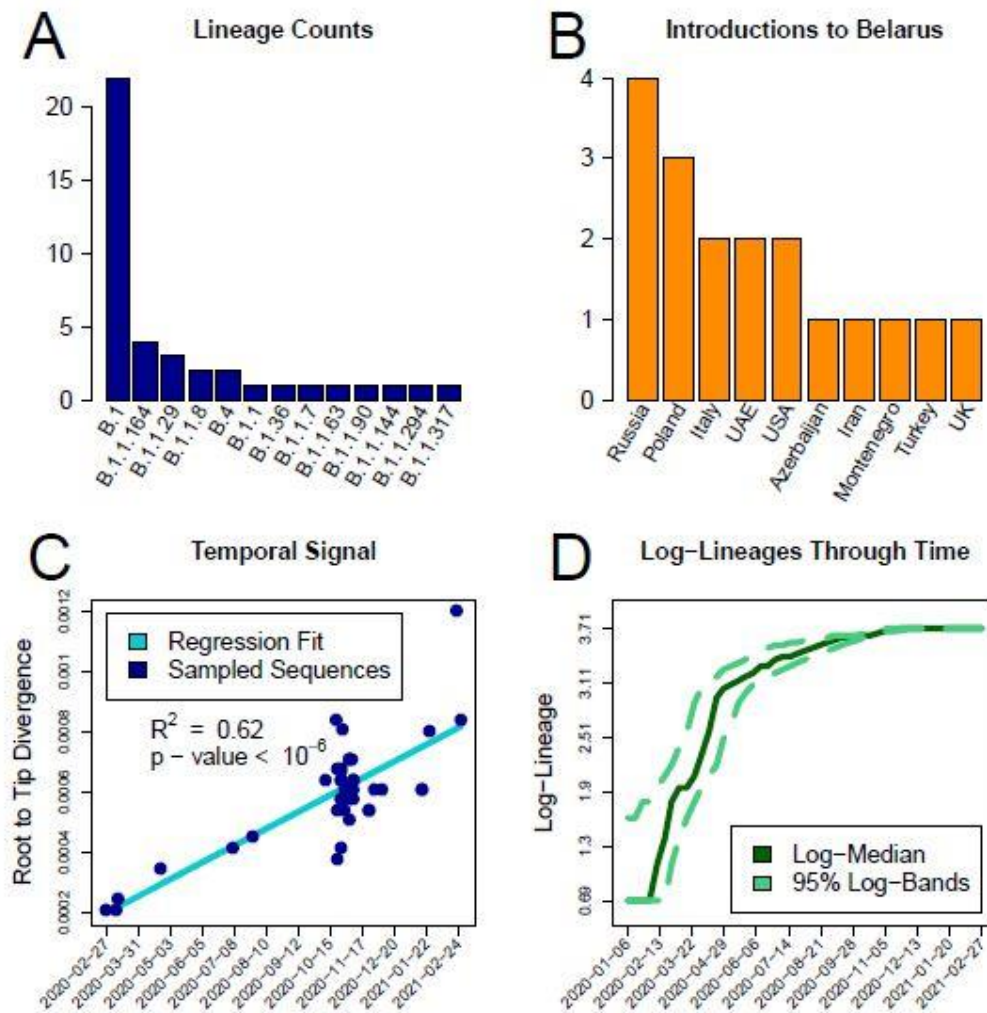 A
Lineage Counts
20
15
10
5
0
B.1
B.1.1.164
B.1.1.29
B.1.1.8
B.4
B.1.1
B.1.36
B.1.1.7
B.1.1.63
B.1.1.90
B.1.1.144
B.1.1.294
B.1.1.317
B
Introductions to Belarus
4
3
2
1
0
Russia
Poland
Italy
UAE
USA
Azerbaijan
Iran
Montenegro
Turkey
UK
C
Temporal Signal
Root to Tip Divergence
0.0012
0.001
0.0008
0.0006
0.0004
0.0002
Regression Fit
Sampled Sequences
R² = 0.62
p − value < 10⁻⁶
2020−02−27
2020−03−31
2020−05−03
2020−06−05
2020−07−08
2020−08−10
2020−09−12
2020−10−15
2020−11−17
2020−12−20
2021−01−22
2021−02−24
D
Log−Lineages Through Time
Log−Lineage
3.71
3.11
2.51
1.9
1.3
0.69
Log−Median
95% Log−Bands
2020−01−06
2020−02−13
2020−03−22
2020−04−29
2020−06−06
2020−07−14
2020−08−21
2020−09−28
2020−11−05
2020−12−13
2021−01−20
2021−02−27